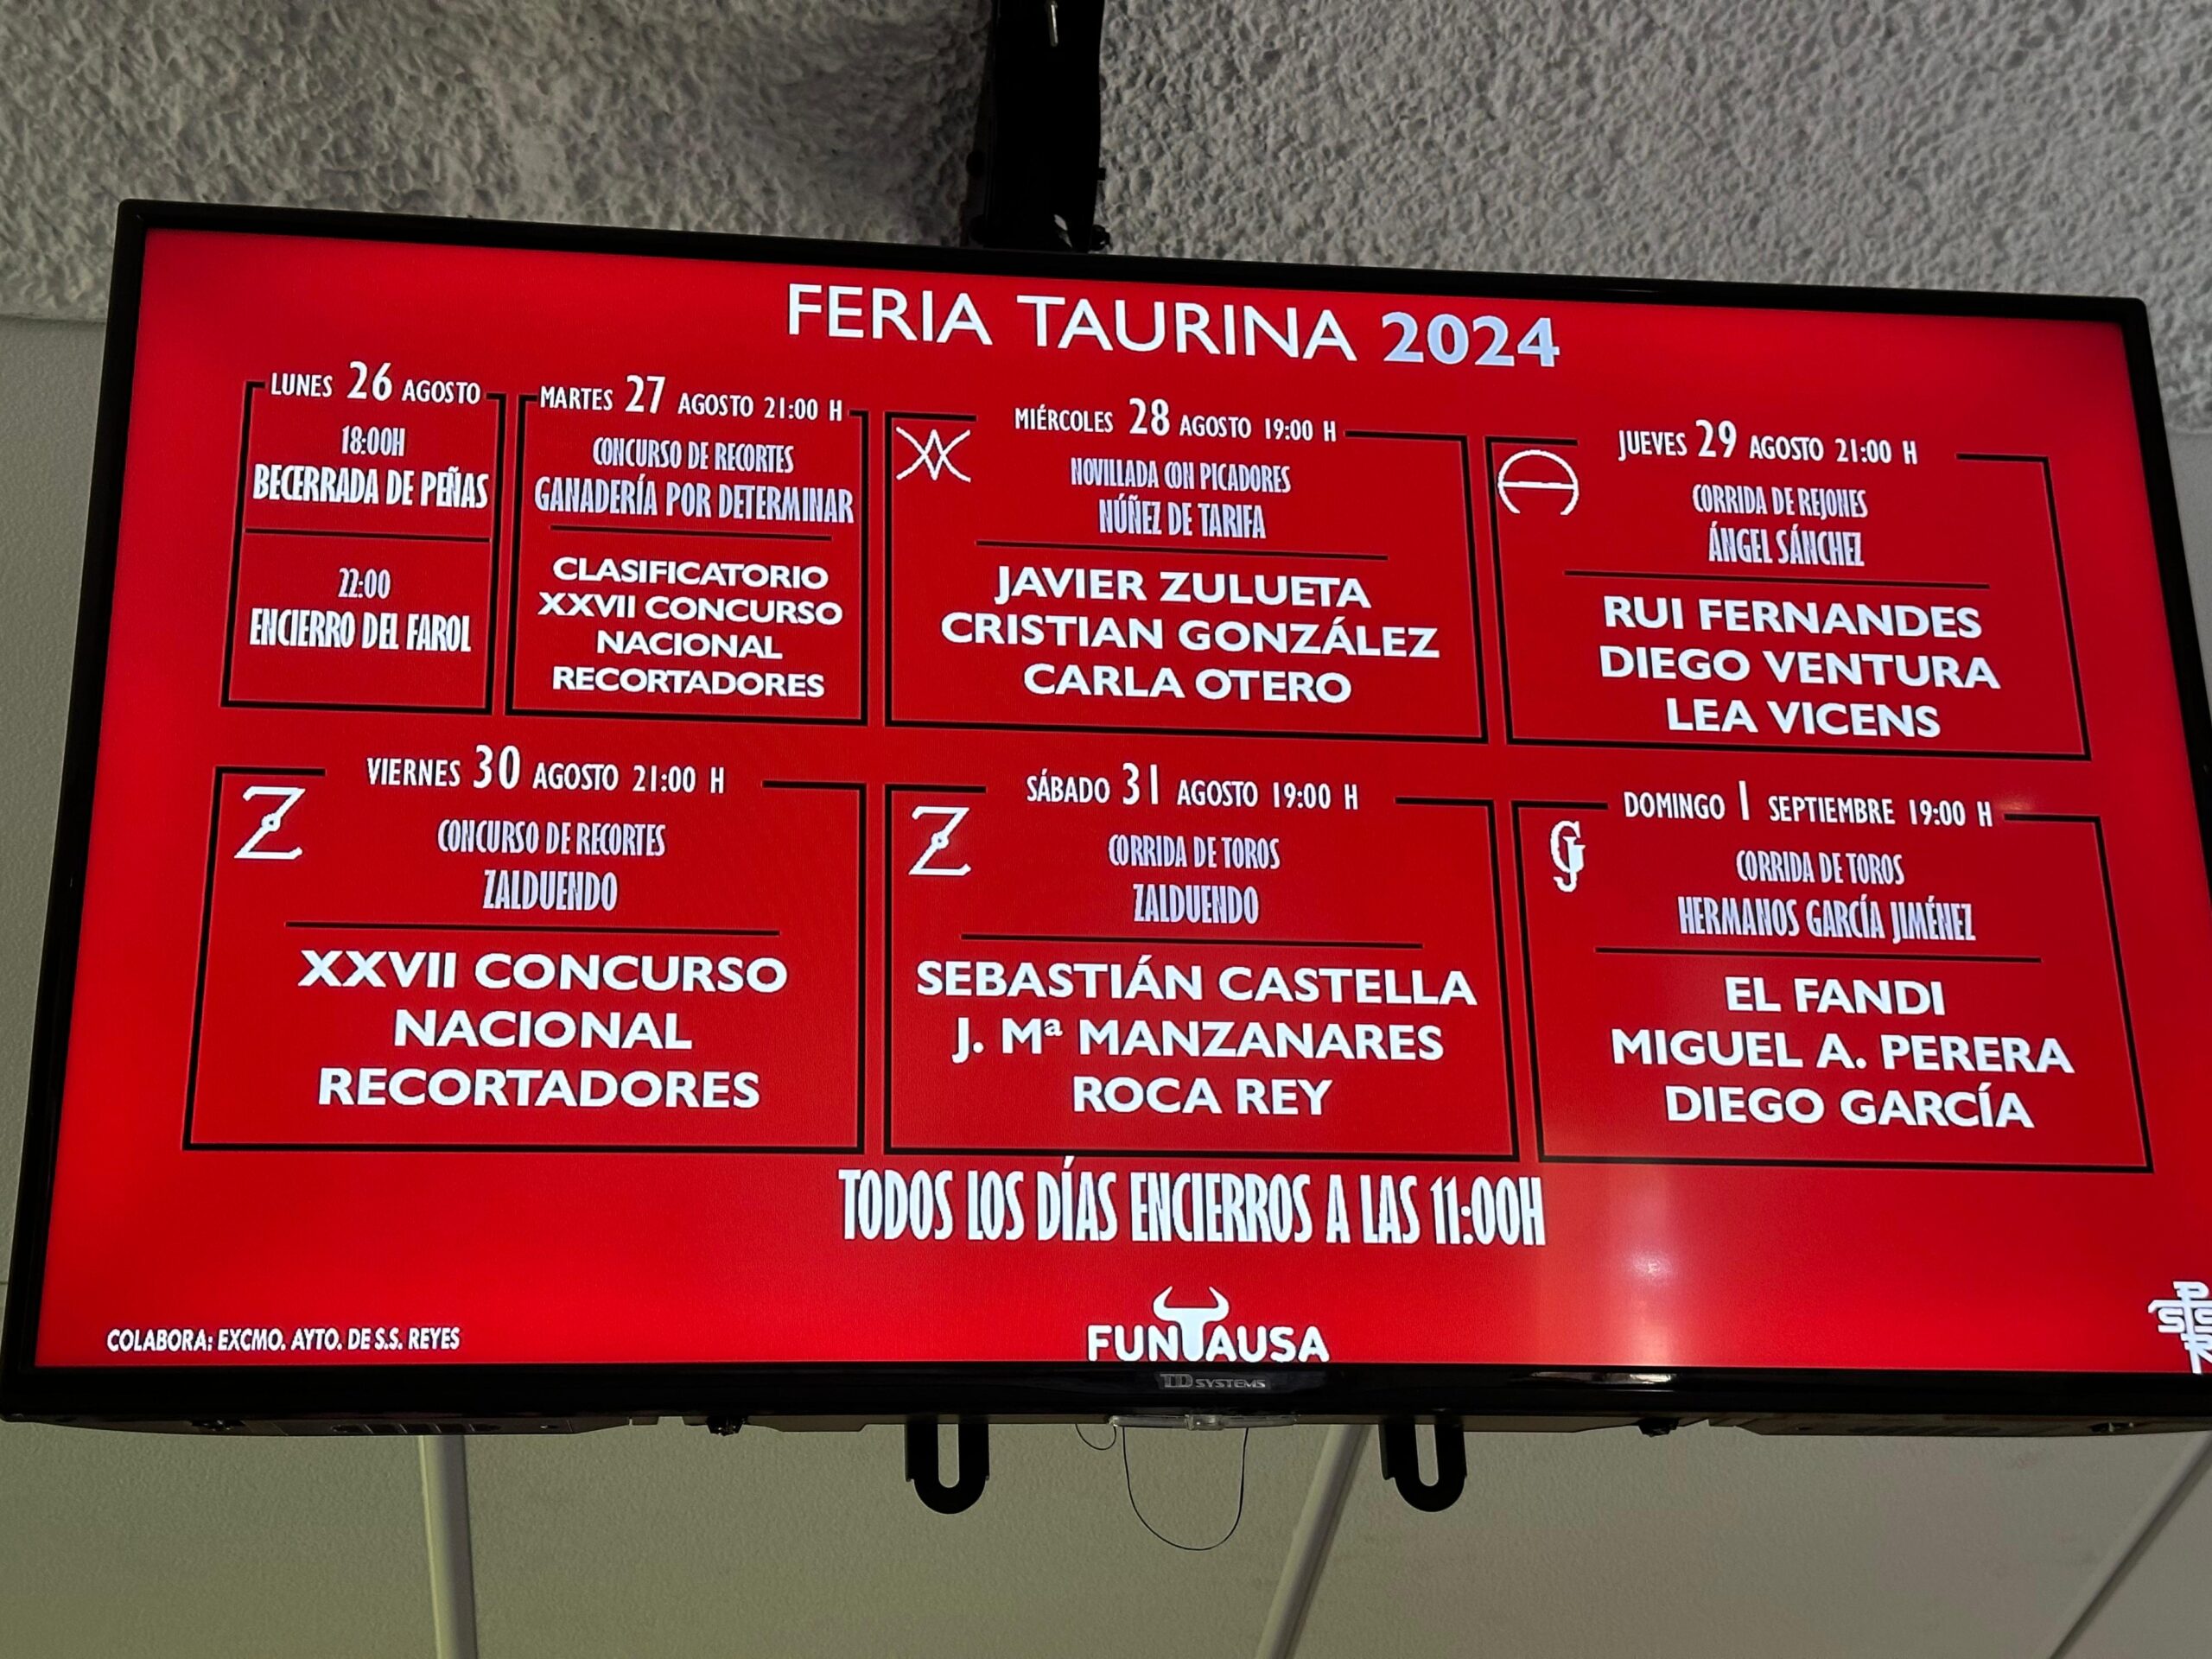 FERIA TAURINA 2024
LUNES 26 AGOSTO
18:00H
BECERRADA DE PEÑAS
22:00
ENCIERRO DEL FAROL
MARTES 27 AGOSTO 21:00 H
CONCURSO DE RECORTES
GANADERÍA POR DETERMINAR
CLASIFICATORIO
XXVII CONCURSO
NACIONAL
RECORTADORES
MIÉRCOLES 28 AGOSTO 19:00 H
NOVILLADA CON PICADORES
NÚÑEZ DE TARIFA
JAVIER ZULUETA
CRISTIAN GONZÁLEZ
CARLA OTERO
JUEVES 29 AGOSTO 21:00 H
CORRIDA DE REJONES
ÁNGEL SÁNCHEZ
RUI FERNANDES
DIEGO VENTURA
LEA VICENS
VIERNES 30 AGOSTO 21:00 H
Z
CONCURSO DE RECORTES
ZALDUENDO
XXVII CONCURSO
NACIONAL
RECORTADORES
SÁBADO 31 AGOSTO 19:00 H
Z
CORRIDA DE TOROS
ZALDUENDO
SEBASTIÁN CASTELLA
J. Mª MANZANARES
ROCA REY
DOMINGO 1 SEPTIEMBRE 19:00 H
CORRIDA DE TOROS
HERMANOS GARCÍA JIMÉNEZ
EL FANDI
MIGUEL A. PERERA
DIEGO GARCÍA
TODOS LOS DÍAS ENCIERROS A LAS 11:00H
COLABORA: EXCMO. AYTO. DE S.S. REYES
FUNTAUSA
TD SYSTEMS